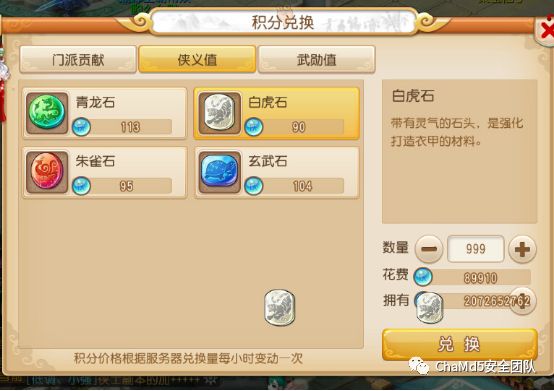 积分兑换
门派贡献
侠义值
武勋值
青龙石
113
白虎石
90
朱雀石
95
玄武石
104
白虎石
带有灵气的石头，是强化
打造衣甲的材料。
数量
999
花费
89910
拥有
2072652762
兑换
积分价格根据服务器兑换量每小时变动一次
ChaMd5安全团队